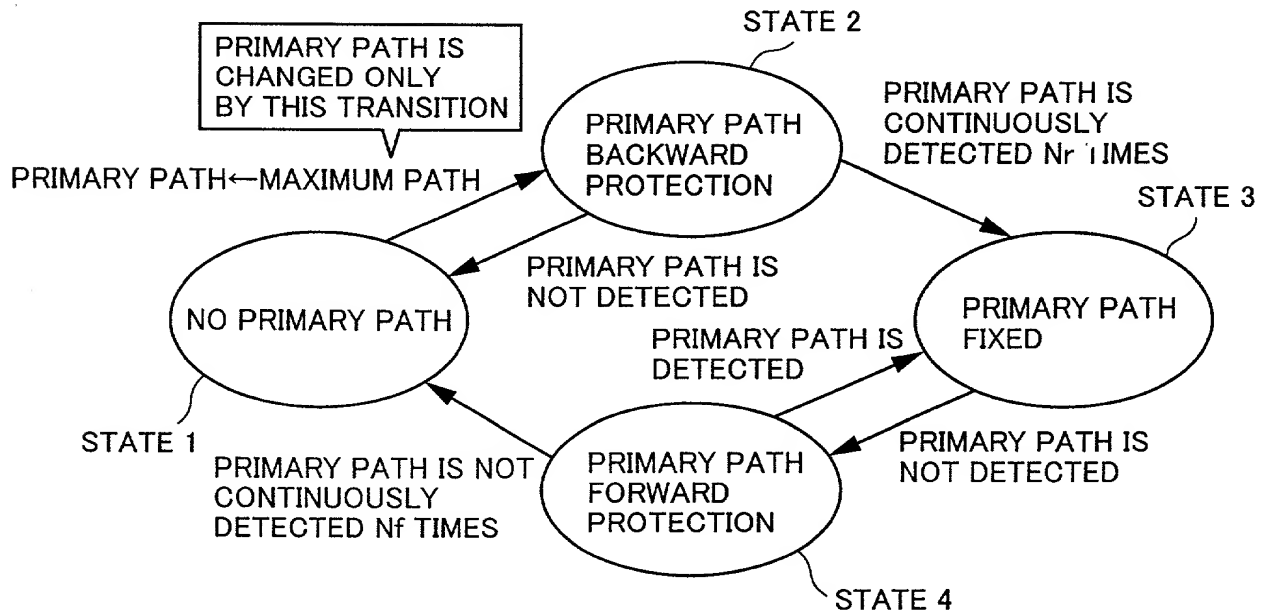 STATE 2
PRIMARY PATH IS
CHANGED ONLY
BY THIS TRANSITION
PRIMARY PATH←MAXIMUM PATH
PRIMARY PATH
BACKWARD
PROTECTION
PRIMARY PATH IS
CONTINUOUSLY
DETECTED Nr TIMES
STATE 3
PRIMARY PATH IS
NOT DETECTED
NO PRIMARY PATH
STATE 1
PRIMARY PATH IS
DETECTED
PRIMARY PATH
FIXED
PRIMARY PATH IS
NOT DETECTED
PRIMARY PATH IS NOT
CONTINUOUSLY
DETECTED Nf TIMES
PRIMARY PATH
FORWARD
PROTECTION
STATE 4